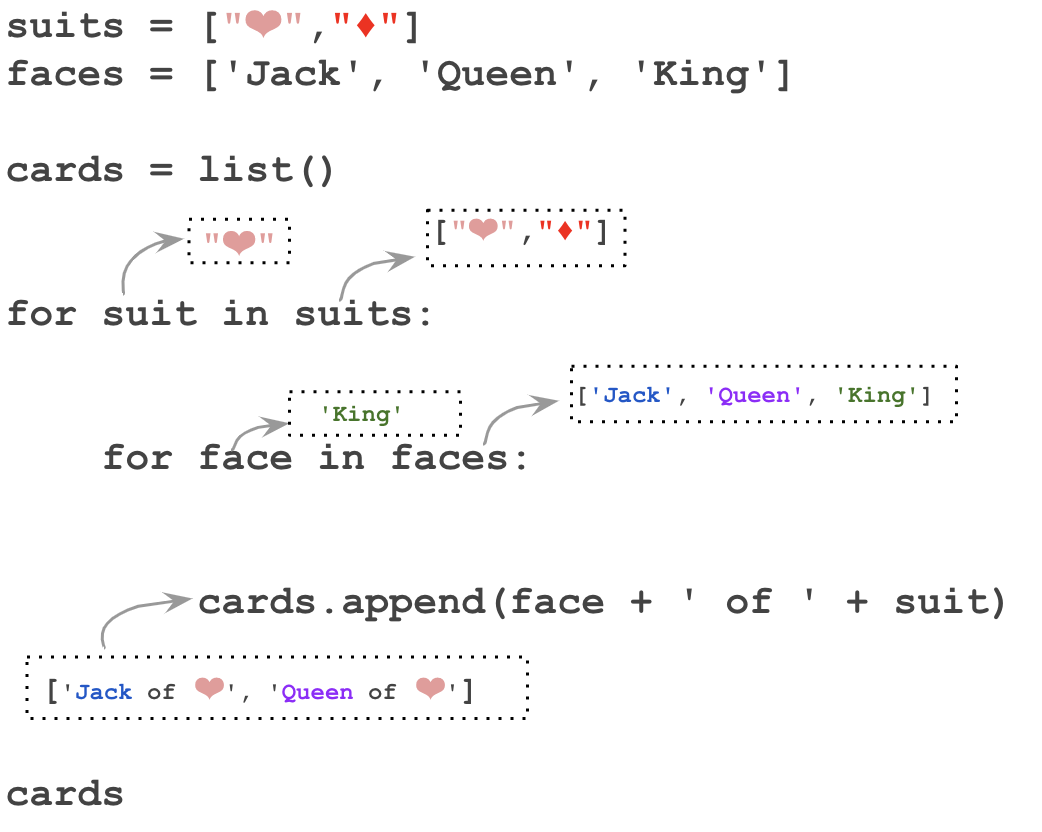 suits = ["❤","♦"]
faces = ['Jack', 'Queen', 'King']
cards = list()
"❤"
["❤","♦"]
for suit in suits:
'King'
['Jack', 'Queen', 'King']
for face in faces:
cards.append(face + ' of ' + suit)
['Jack of ❤', 'Queen of ❤']
cards